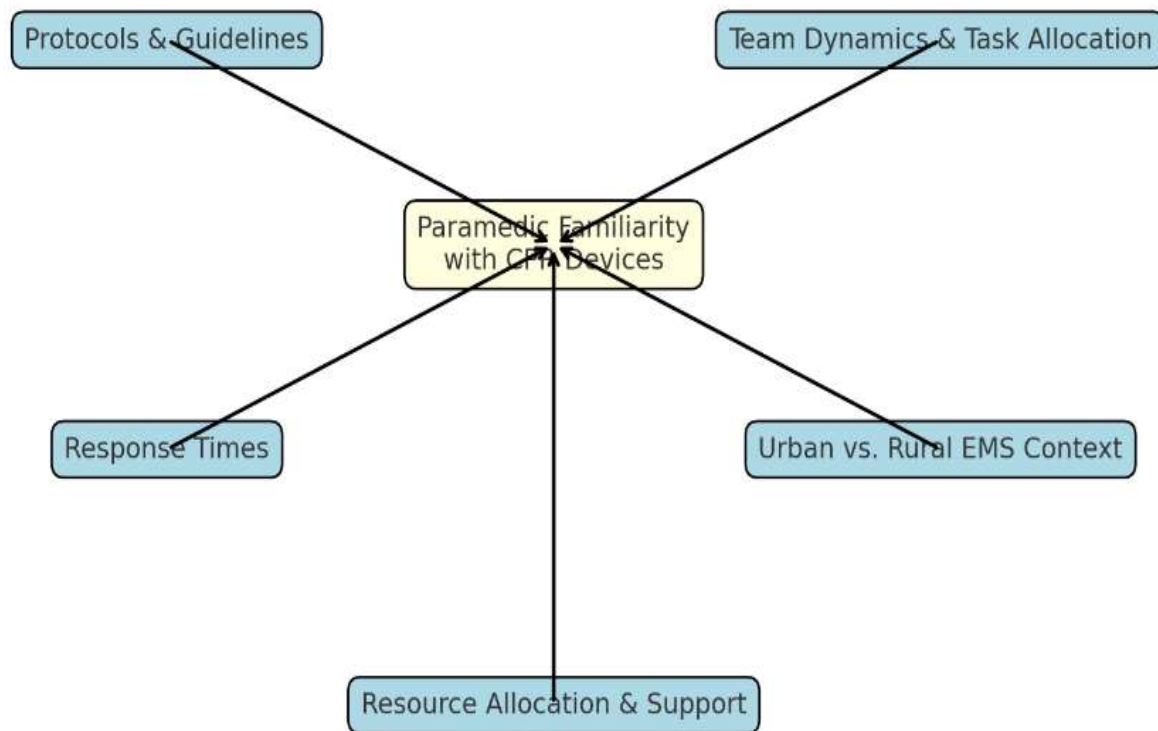 Protocols & Guidelines
Team Dynamics & Task Allocation
Paramedic Familiarity
with CPR Devices
Response Times
Urban vs. Rural EMS Context
Resource Allocation & Support